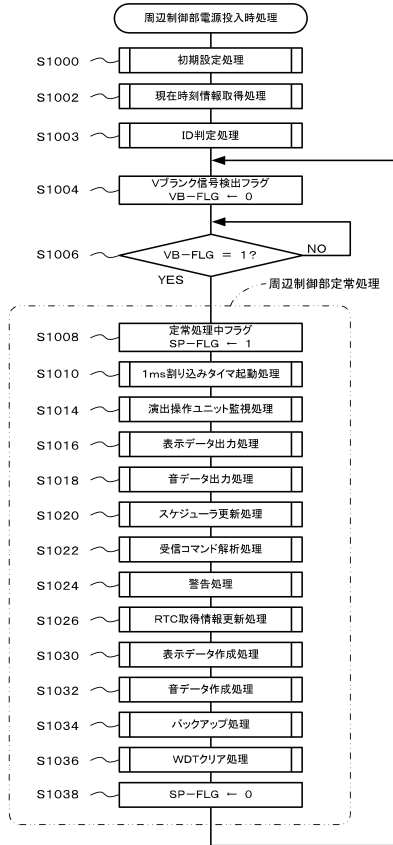 周辺制御部電源投入時処理
S1000 初期設定処理
S1002 現在時刻情報取得処理
S1003 ID判定処理
S1004 Vブランク信号検出フラグ
VB-FLG ← 0
S1006 VB-FLG = 1? NO
YES
周辺制御部定常処理
S1008 定常処理中フラグ
SP-FLG ← 1
S1010 1ms割り込みタイマ起動処理
S1014 演出操作ユニット監視処理
S1016 表示データ出力処理
S1018 音データ出力処理
S1020 スケジューラ更新処理
S1022 受信コマンド解析処理
S1024 警告処理
S1026 RTC取得情報更新処理
S1030 表示データ作成処理
S1032 音データ作成処理
S1034 バックアップ処理
S1036 WDTクリア処理
S1038 SP-FLG ← 0